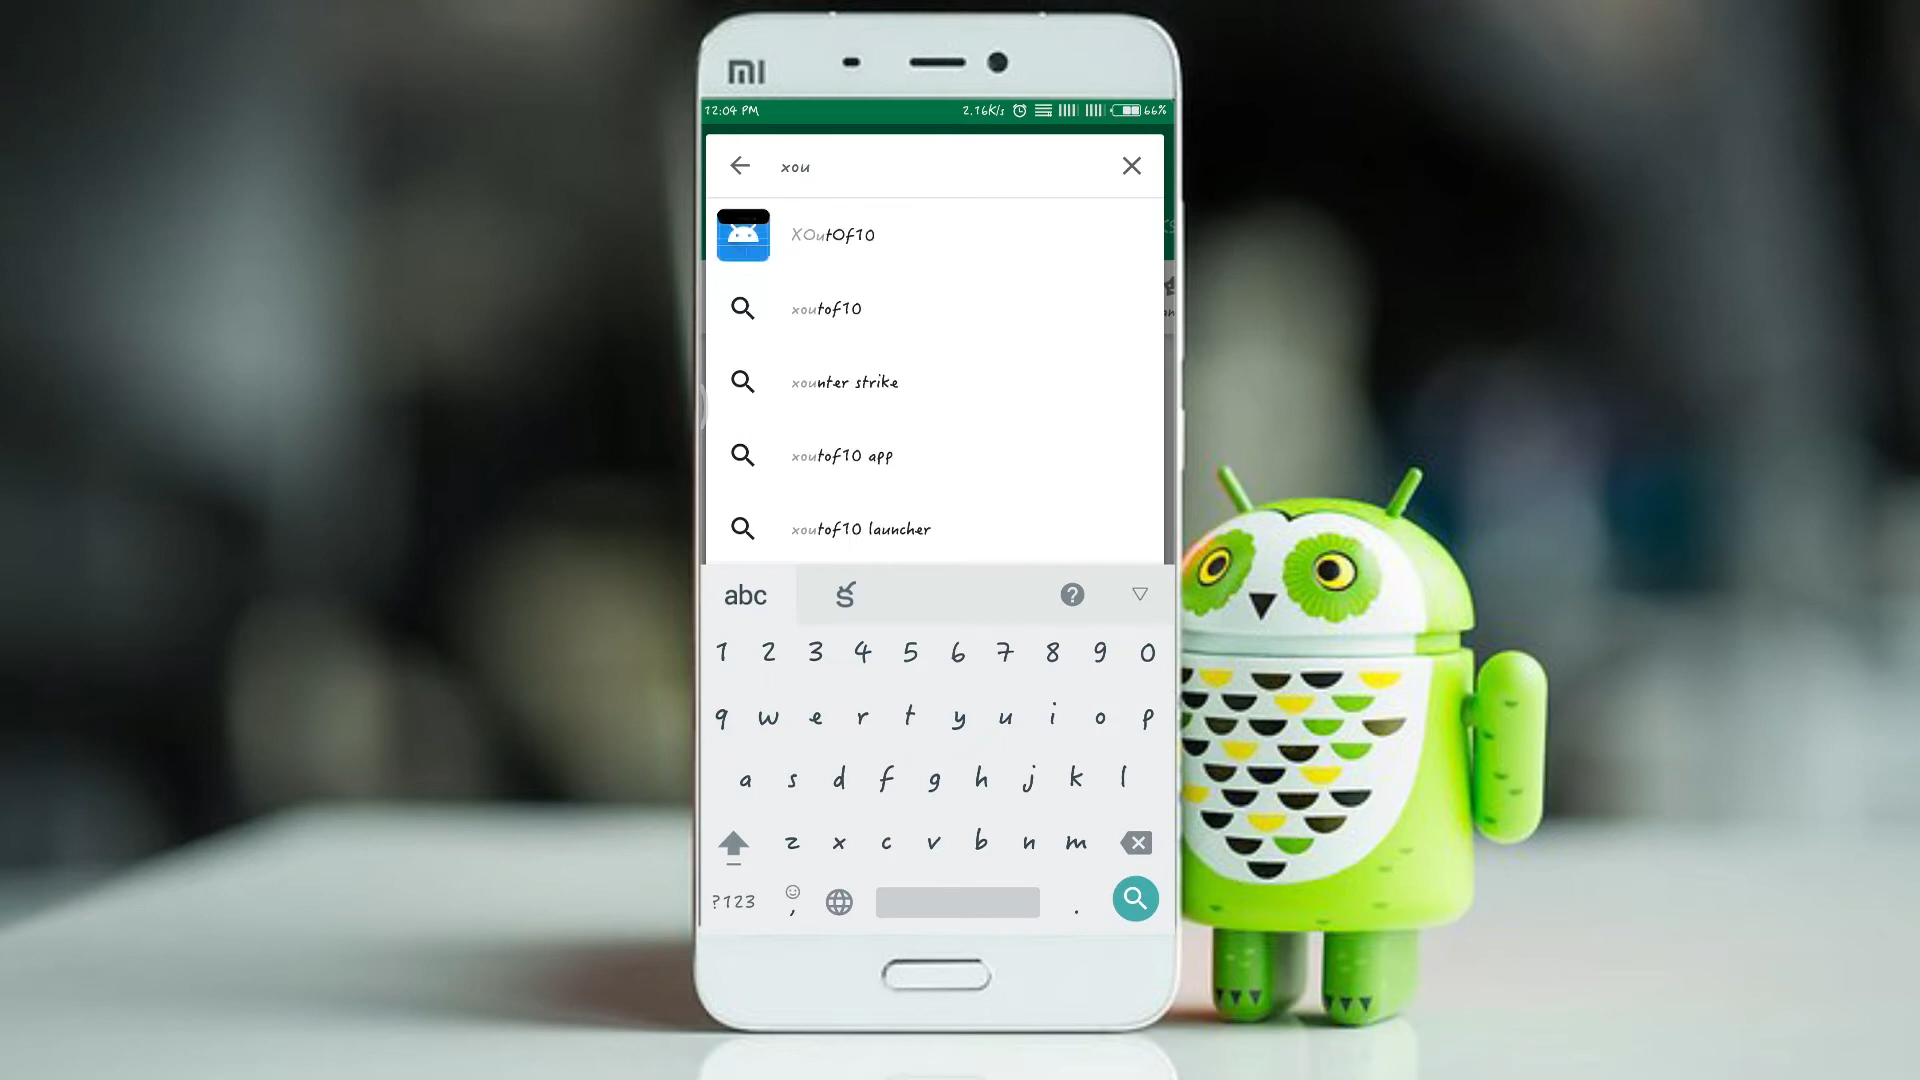 mi
12:04 PM 2.16K/s 66%
xou
XOutOf10
xoutof10
xounter strike
xoutof10 app
xoutof10 launcher
abc క
1 2 3 4 5 6 7 8 9 0
q w e r t y u i o p
a s d f g h j k l
z x c v b n m
?123 , .